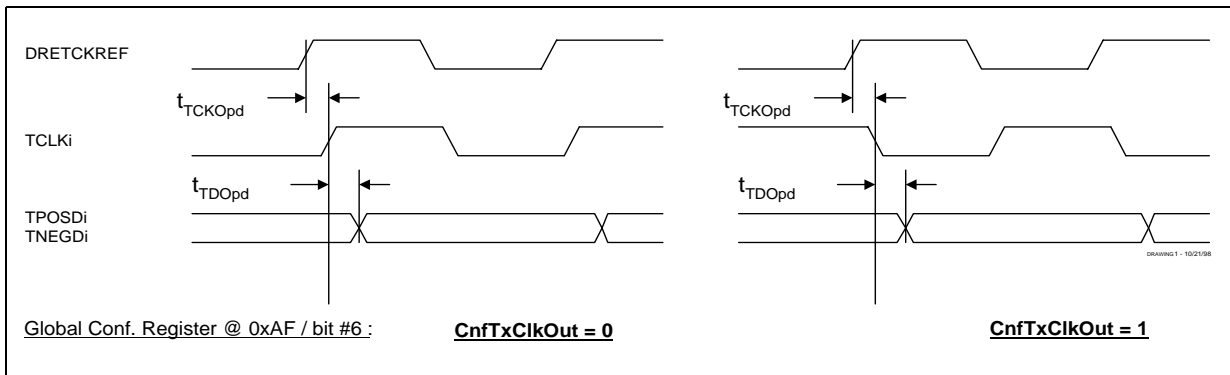 DRETCKREF
tTCKOpd
tTCKOpd
TCLKi
tTDOpd
tTDOpd
TPOSDi
TNEGDi
DRAWING 1 - 10/21/98
Global Conf. Register @ 0xAF / bit #6 : CnfTxClkOut = 0 CnfTxClkOut = 1